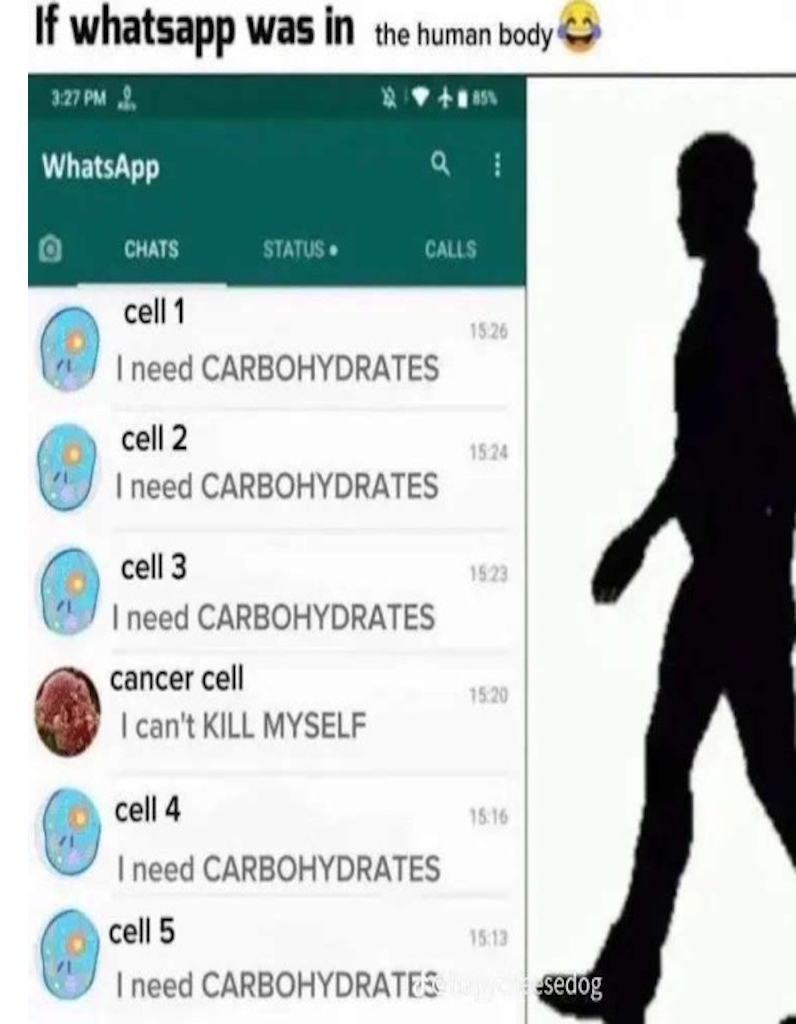 If whatsapp was in the human body
3:27 PM
85%
WhatsApp
CHATS STATUS CALLS
cell 1
15:26
I need CARBOHYDRATES
cell 2
15:24
I need CARBOHYDRATES
cell 3
15:23
I need CARBOHYDRATES
cancer cell
15:20
I can't KILL MYSELF
cell 4
15:16
I need CARBOHYDRATES
cell 5
15:13
I need CARBOHYDRATES